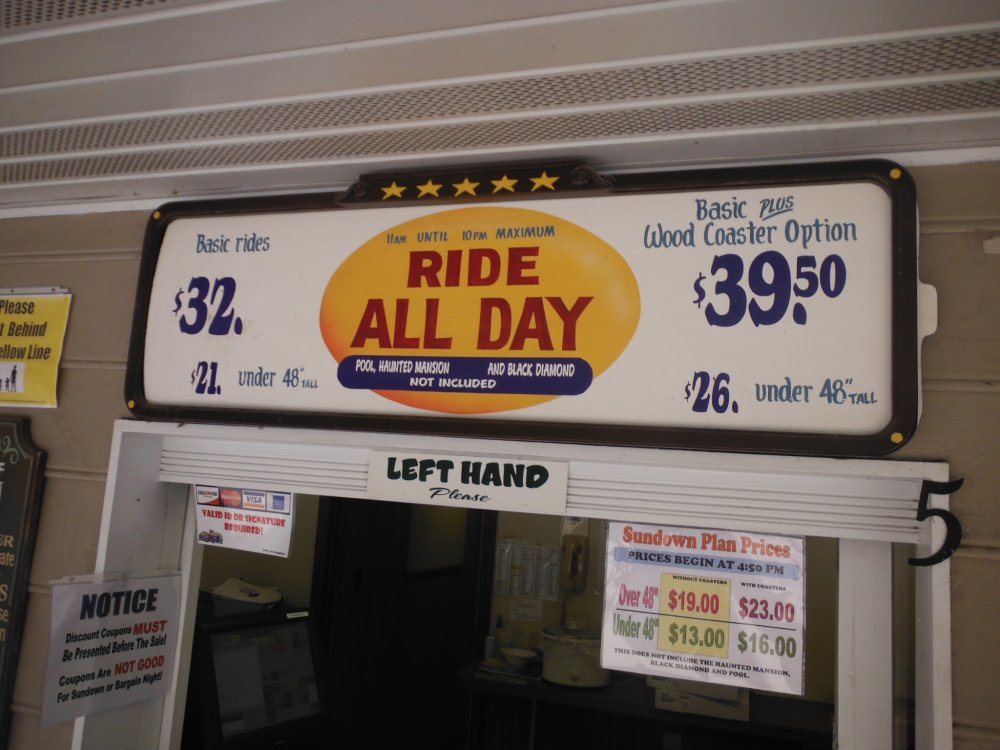 Basic rides
$32.
$21. under 48" TALL
11AM UNTIL 10PM MAXIMUM
RIDE
ALL DAY
POOL, HAUNTED MANSION AND BLACK DIAMOND
NOT INCLUDED
Basic PLUS
Wood Coaster Option
$39.50
$26. under 48" TALL
Please
Behind
Yellow Line
LEFT HAND
Please
5
DISCOVER MasterCard VISA
VALID ID OR SIGNATURE
REQUIRED!
NOTICE
Discount Coupons MUST
Be Presented Before The Sale!
Coupons Are NOT GOOD
For Sundown or Bargain Night!
Sundown Plan Prices
PRICES BEGIN AT 4:50 PM
WITHOUT COASTERS WITH COASTERS
Over 48" $19.00 $23.00
Under 48" $13.00 $16.00
THIS DOES NOT INCLUDE THE HAUNTED MANSION,
BLACK DIAMOND AND POOL.